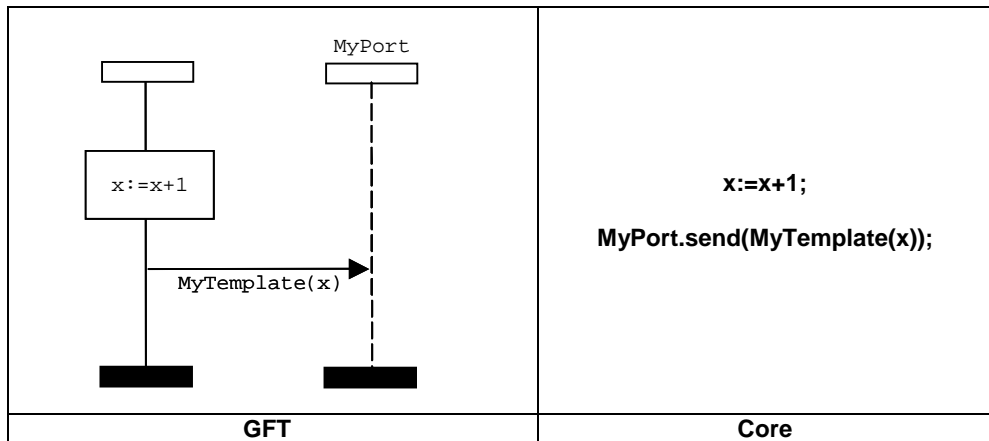 MyPort
x:=x+1
MyTemplate(x)
x:=x+1;
MyPort.send(MyTemplate(x));
GFT
Core